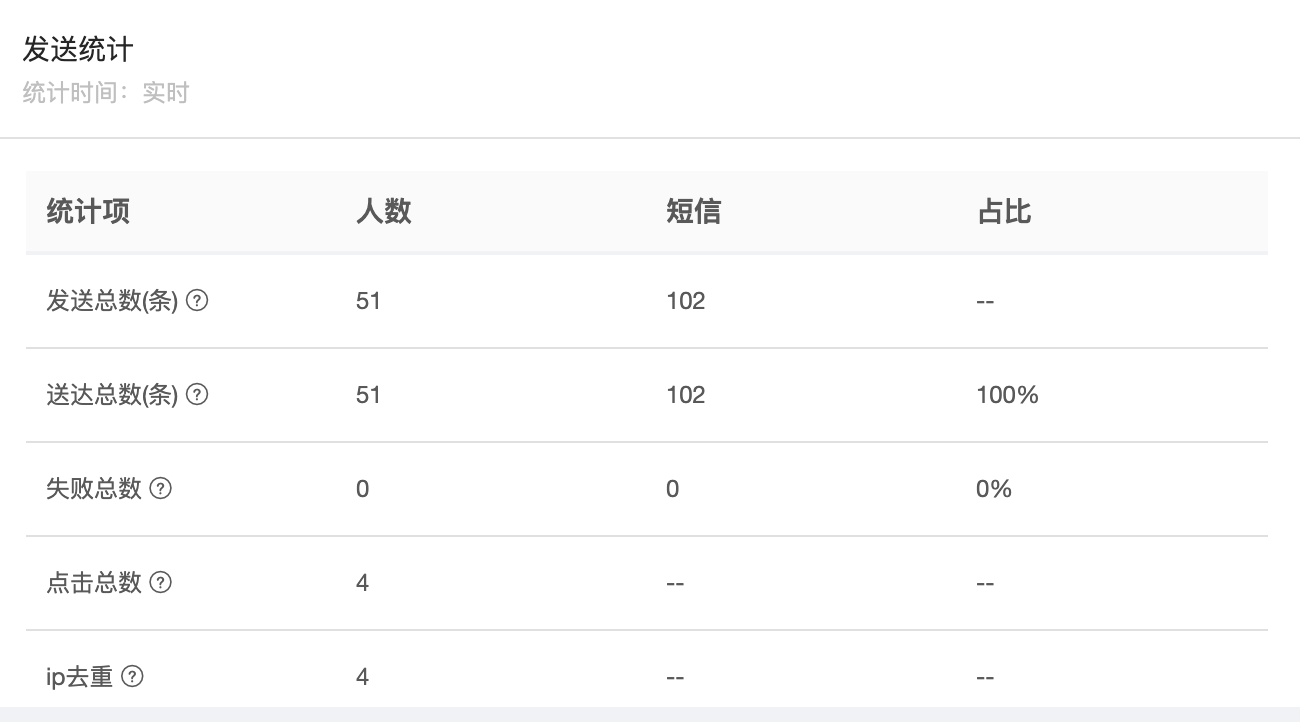 发送统计
统计时间：实时
统计项 人数 短信 占比
发送总数(条) ? 51 102 --
送达总数(条) ? 51 102 100%
失败总数 ? 0 0 0%
点击总数 ? 4 -- --
ip去重 ? 4 -- --